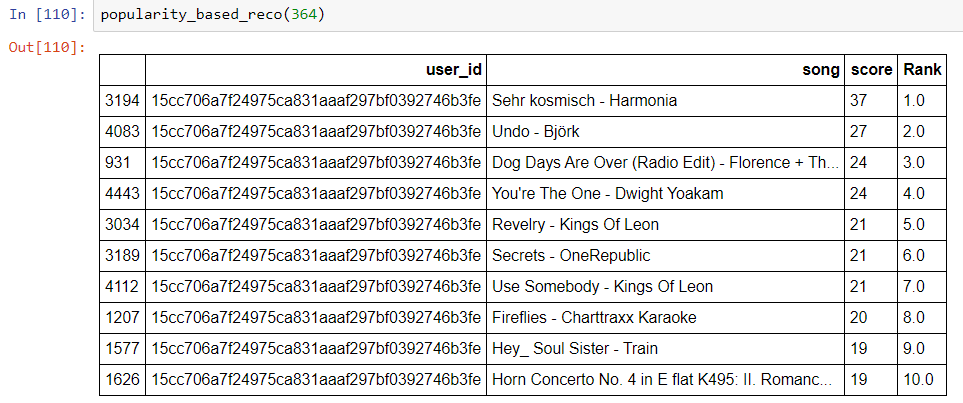 In [110]: popularity_based_reco(364)
Out[110]:
user_id song score Rank
3194 15cc706a7f24975ca831aaaf297bf0392746b3fe Sehr kosmisch - Harmonia 37 1.0
4083 15cc706a7f24975ca831aaaf297bf0392746b3fe Undo - Björk 27 2.0
931 15cc706a7f24975ca831aaaf297bf0392746b3fe Dog Days Are Over (Radio Edit) - Florence + Th... 24 3.0
4443 15cc706a7f24975ca831aaaf297bf0392746b3fe You're The One - Dwight Yoakam 24 4.0
3034 15cc706a7f24975ca831aaaf297bf0392746b3fe Revelry - Kings Of Leon 21 5.0
3189 15cc706a7f24975ca831aaaf297bf0392746b3fe Secrets - OneRepublic 21 6.0
4112 15cc706a7f24975ca831aaaf297bf0392746b3fe Use Somebody - Kings Of Leon 21 7.0
1207 15cc706a7f24975ca831aaaf297bf0392746b3fe Fireflies - Charttraxx Karaoke 20 8.0
1577 15cc706a7f24975ca831aaaf297bf0392746b3fe Hey_ Soul Sister - Train 19 9.0
1626 15cc706a7f24975ca831aaaf297bf0392746b3fe Horn Concerto No. 4 in E flat K495: II. Romanc... 19 10.0